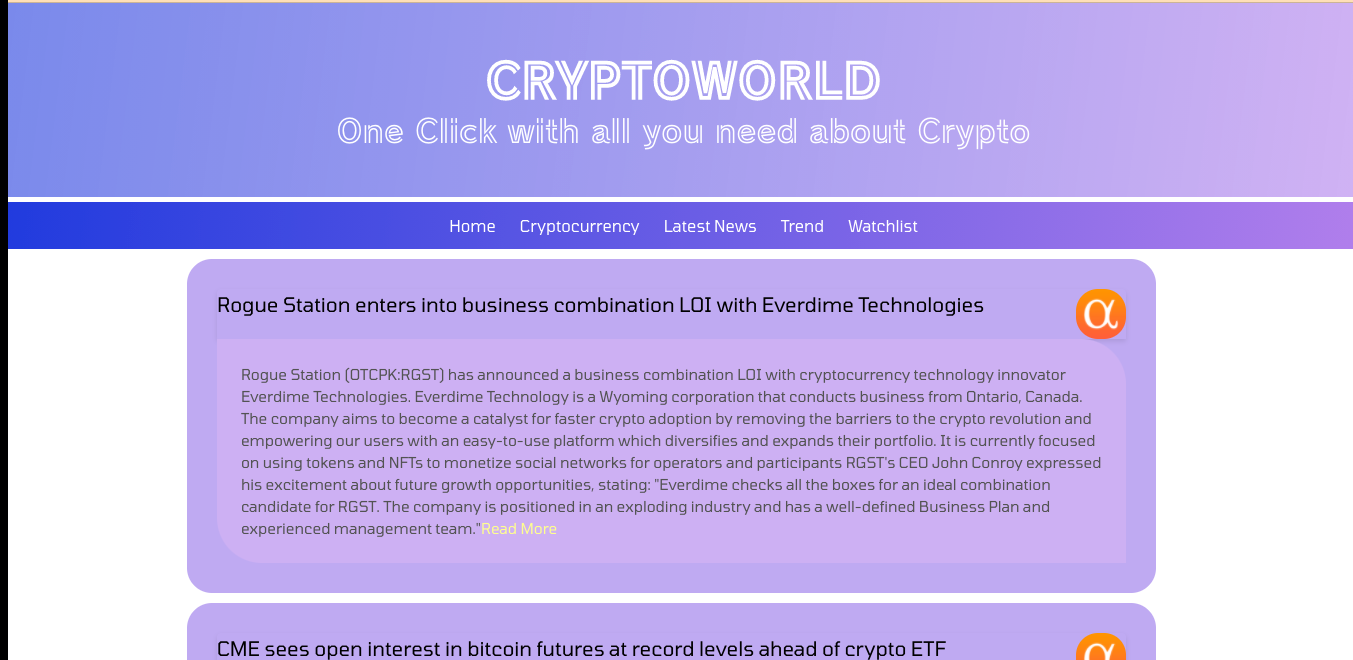 CRYPTOWORLD
One Click with all you need about Crypto
Home Cryptocurrency Latest News Trend Watchlist
Rogue Station enters into business combination LOI with Everdime Technologies
α
Rogue Station (OTCPK:RGST) has announced a business combination LOI with cryptocurrency technology innovator
Everdime Technologies. Everdime Technology is a Wyoming corporation that conducts business from Ontario, Canada.
The company aims to become a catalyst for faster crypto adoption by removing the barriers to the crypto revolution and
empowering our users with an easy-to-use platform which diversifies and expands their portfolio. It is currently focused
on using tokens and NFTs to monetize social networks for operators and participants RGST's CEO John Conroy expressed
his excitement about future growth opportunities, stating: "Everdime checks all the boxes for an ideal combination
candidate for RGST. The company is positioned in an exploding industry and has a well-defined Business Plan and
experienced management team."Read More
CME sees open interest in bitcoin futures at record levels ahead of crypto ETF
α